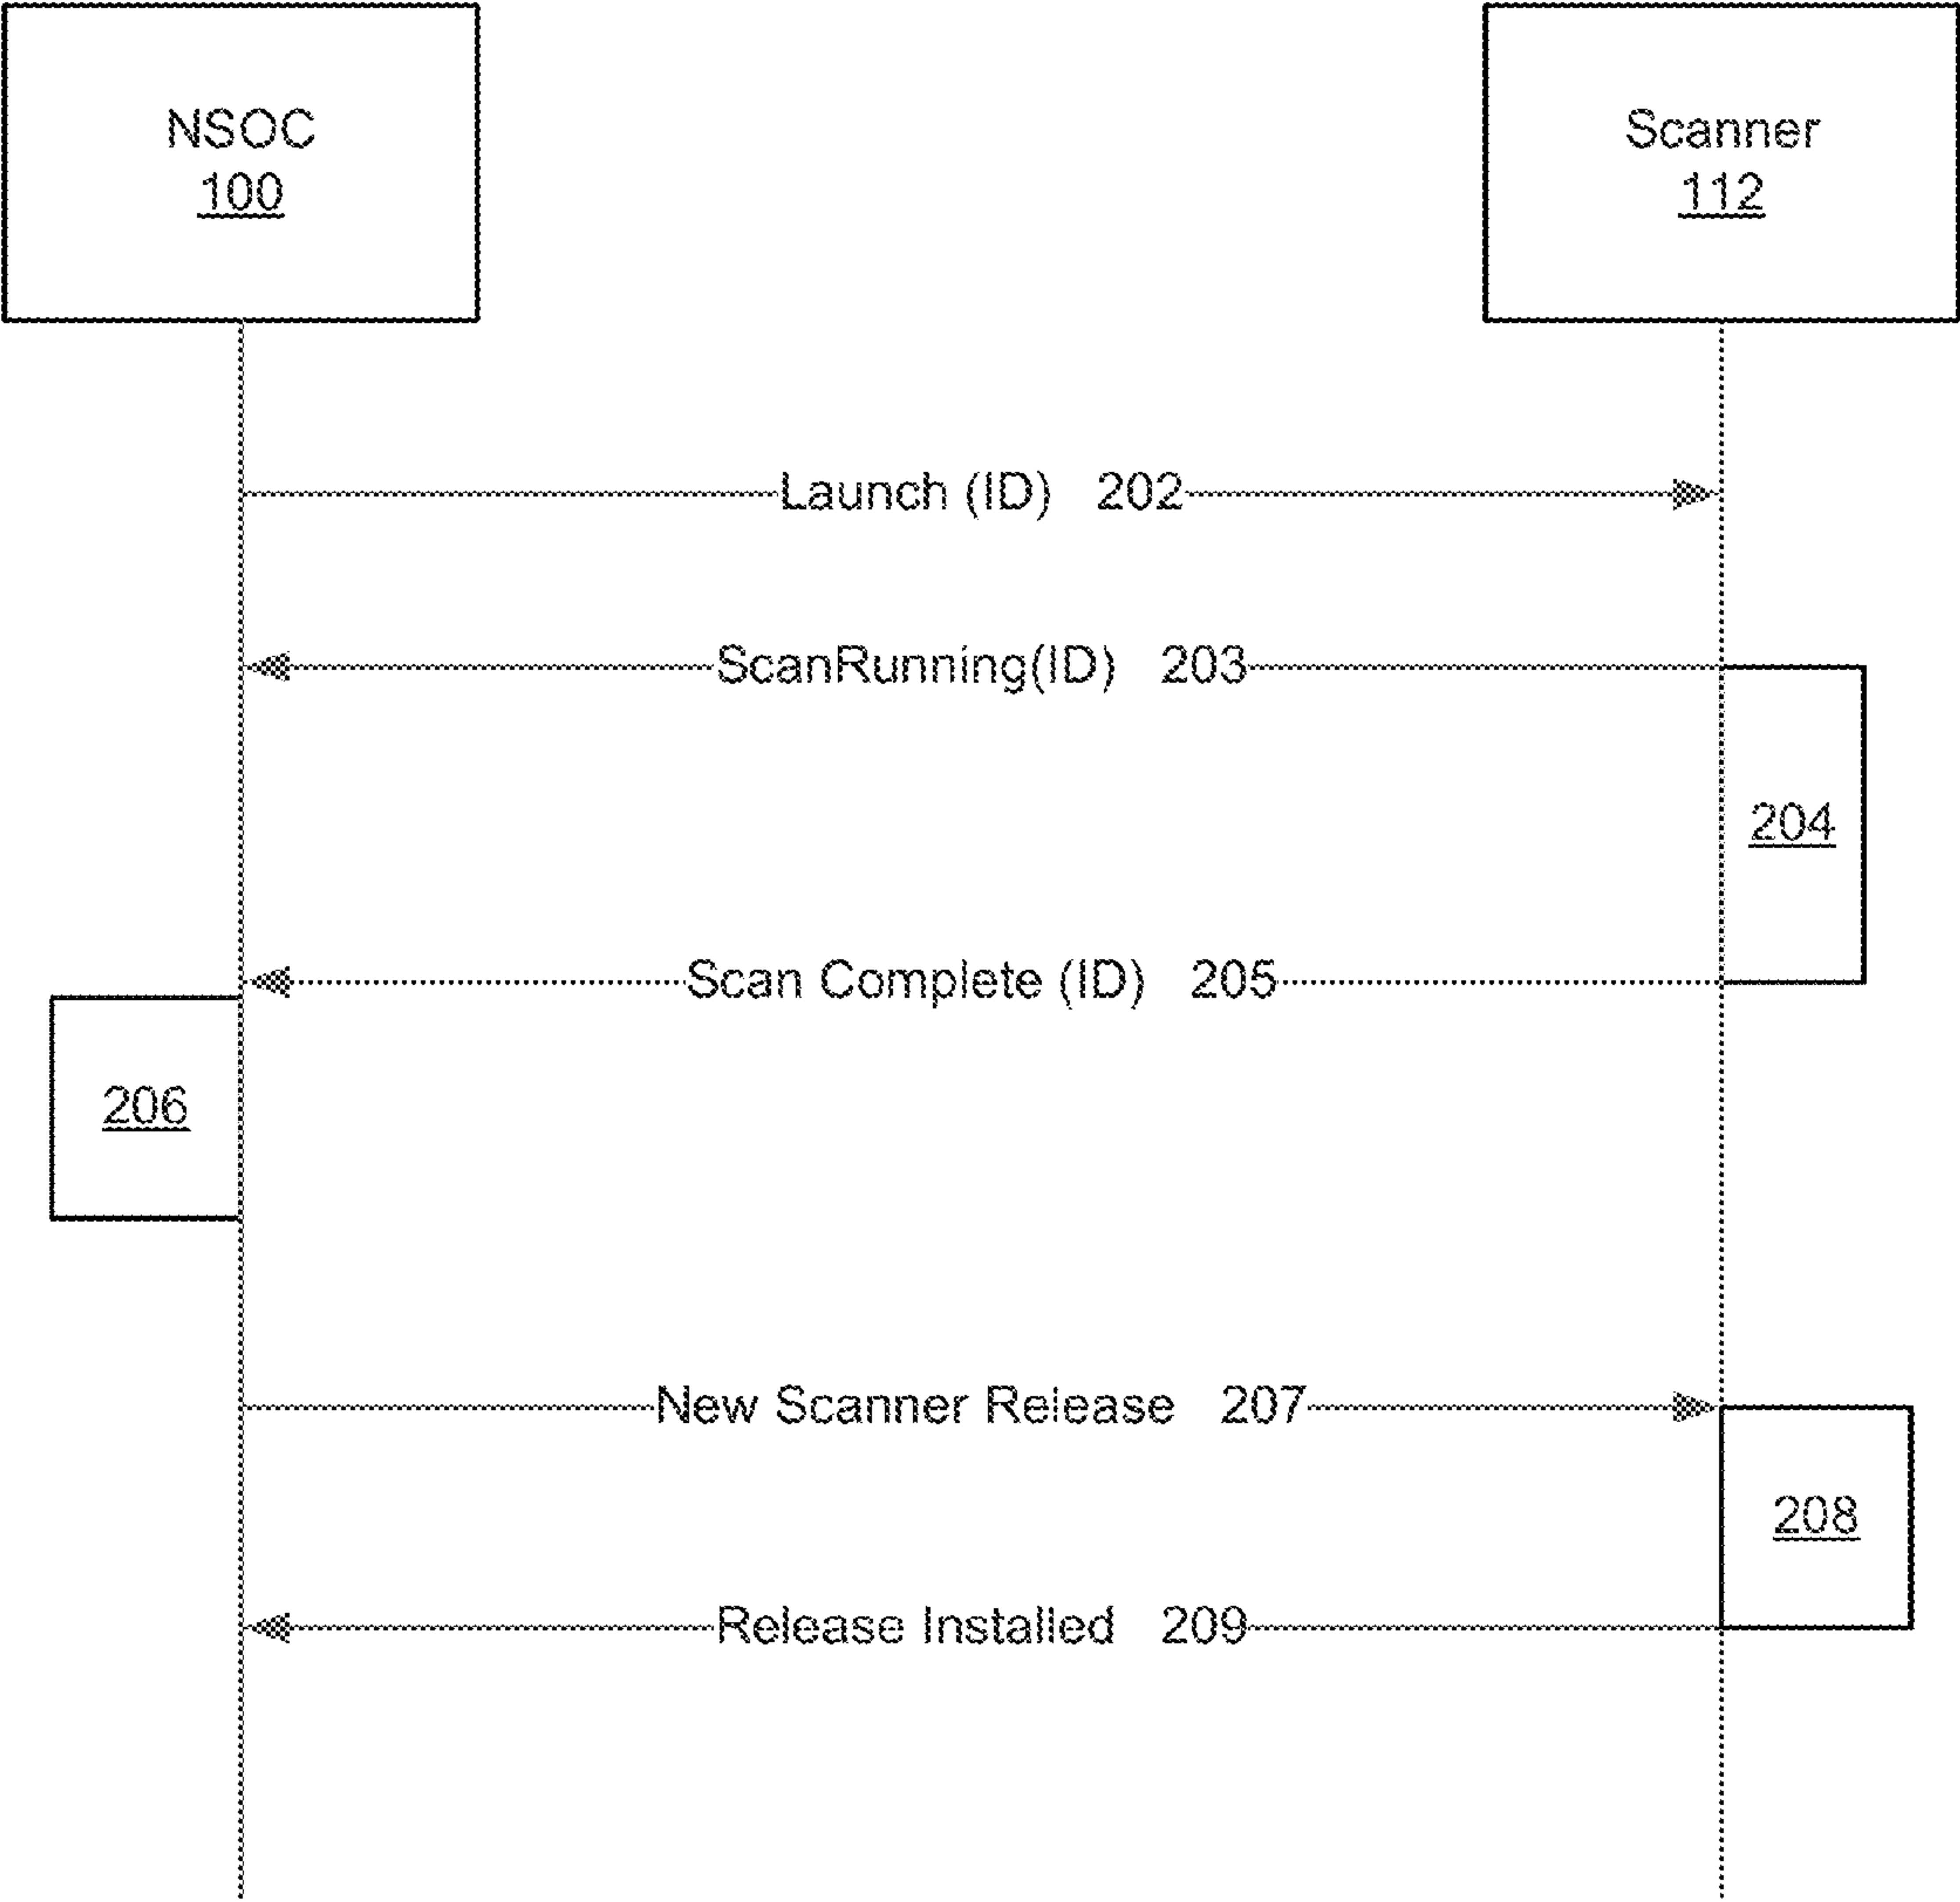 NSOC
100
Scanner
112
Launch (ID) 202
ScanRunning(ID) 203
204
Scan Complete (ID) 205
206
New Scanner Release 207
208
Release Installed 209